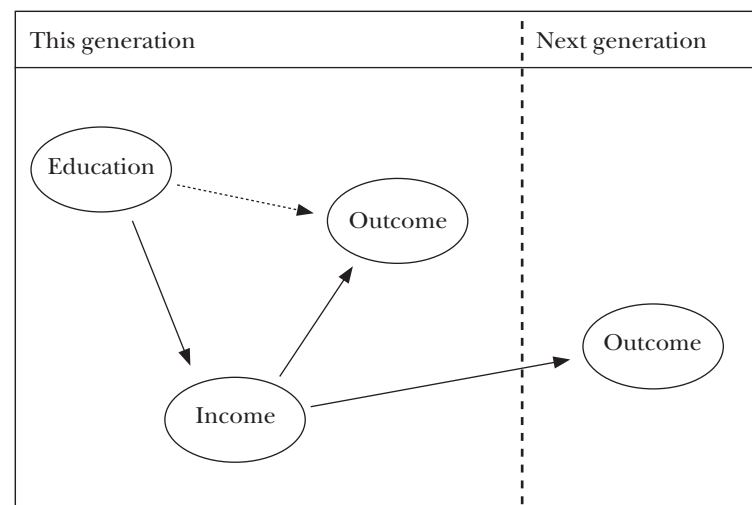 This generation
Next generation
Education
Outcome
Outcome
Income